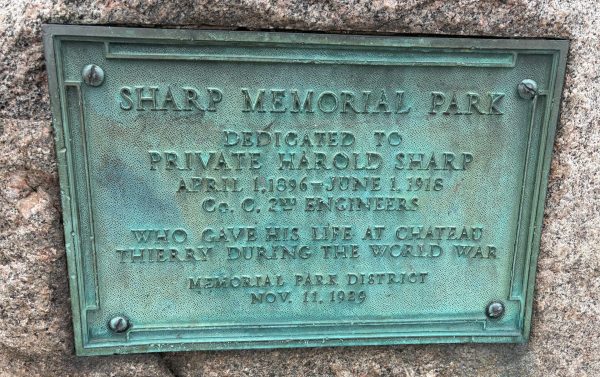 SHARP MEMORIAL PARK
DEDICATED TO
PRIVATE HAROLD SHARP
APRIL 1, 1896 – JUNE 1, 1918
CO. C. 2ND ENGINEERS
WHO GAVE HIS LIFE AT CHATEAU
THIERRY DURING THE WORLD WAR
MEMORIAL PARK DISTRICT
NOV. 11, 1929